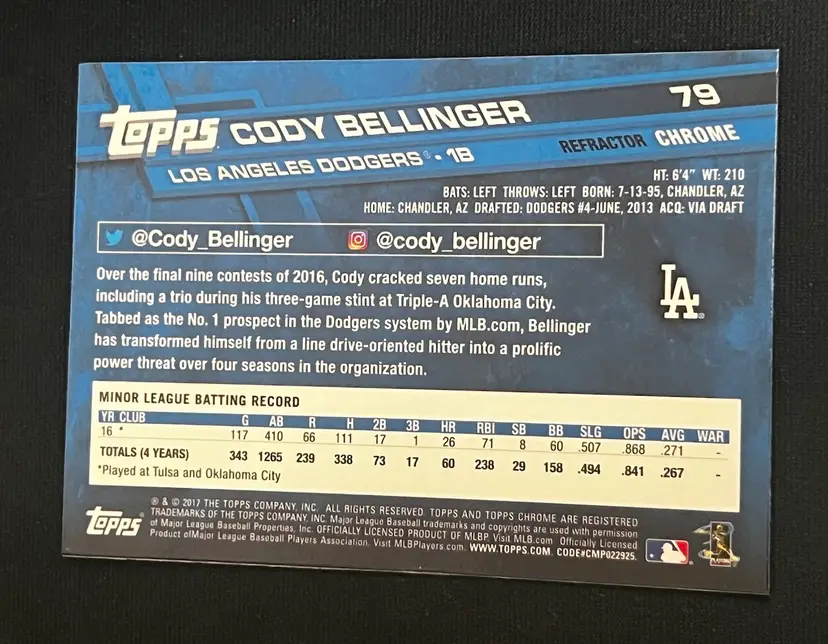 79
Topps CODY BELLINGER
REFRACTOR CHROME
LOS ANGELES DODGERS® • 1B
HT: 6'4" WT: 210
BATS: LEFT THROWS: LEFT BORN: 7-13-95, CHANDLER, AZ
HOME: CHANDLER, AZ DRAFTED: DODGERS #4-JUNE, 2013 ACQ: VIA DRAFT
@Cody_Bellinger @cody_bellinger
Over the final nine contests of 2016, Cody cracked seven home runs,
including a trio during his three-game stint at Triple-A Oklahoma City.
Tabbed as the No. 1 prospect in the Dodgers system by MLB.com, Bellinger
has transformed himself from a line drive-oriented hitter into a prolific
power threat over four seasons in the organization.
LA®
MINOR LEAGUE BATTING RECORD
YR CLUB G AB R H 2B 3B HR RBI SB BB SLG OPS AVG WAR
16 * 117 410 66 111 17 1 26 71 8 60 .507 .868 .271 -
TOTALS (4 YEARS) 343 1265 239 338 73 17 60 238 29 158 .494 .841 .267 -
*Played at Tulsa and Oklahoma City
Topps®
® & © 2017 THE TOPPS COMPANY, INC. ALL RIGHTS RESERVED. TOPPS AND TOPPS CHROME ARE REGISTERED
TRADEMARKS OF THE TOPPS COMPANY, INC. Major League Baseball trademarks and copyrights are used with permission
of Major League Baseball Properties, Inc. OFFICIALLY LICENSED PRODUCT OF MLBP. Visit MLB.com Officially Licensed
Product ofMajor League Baseball Players Association. Visit MLBPlayers.com. WWW.TOPPS.COM. CODE#CMP022925.